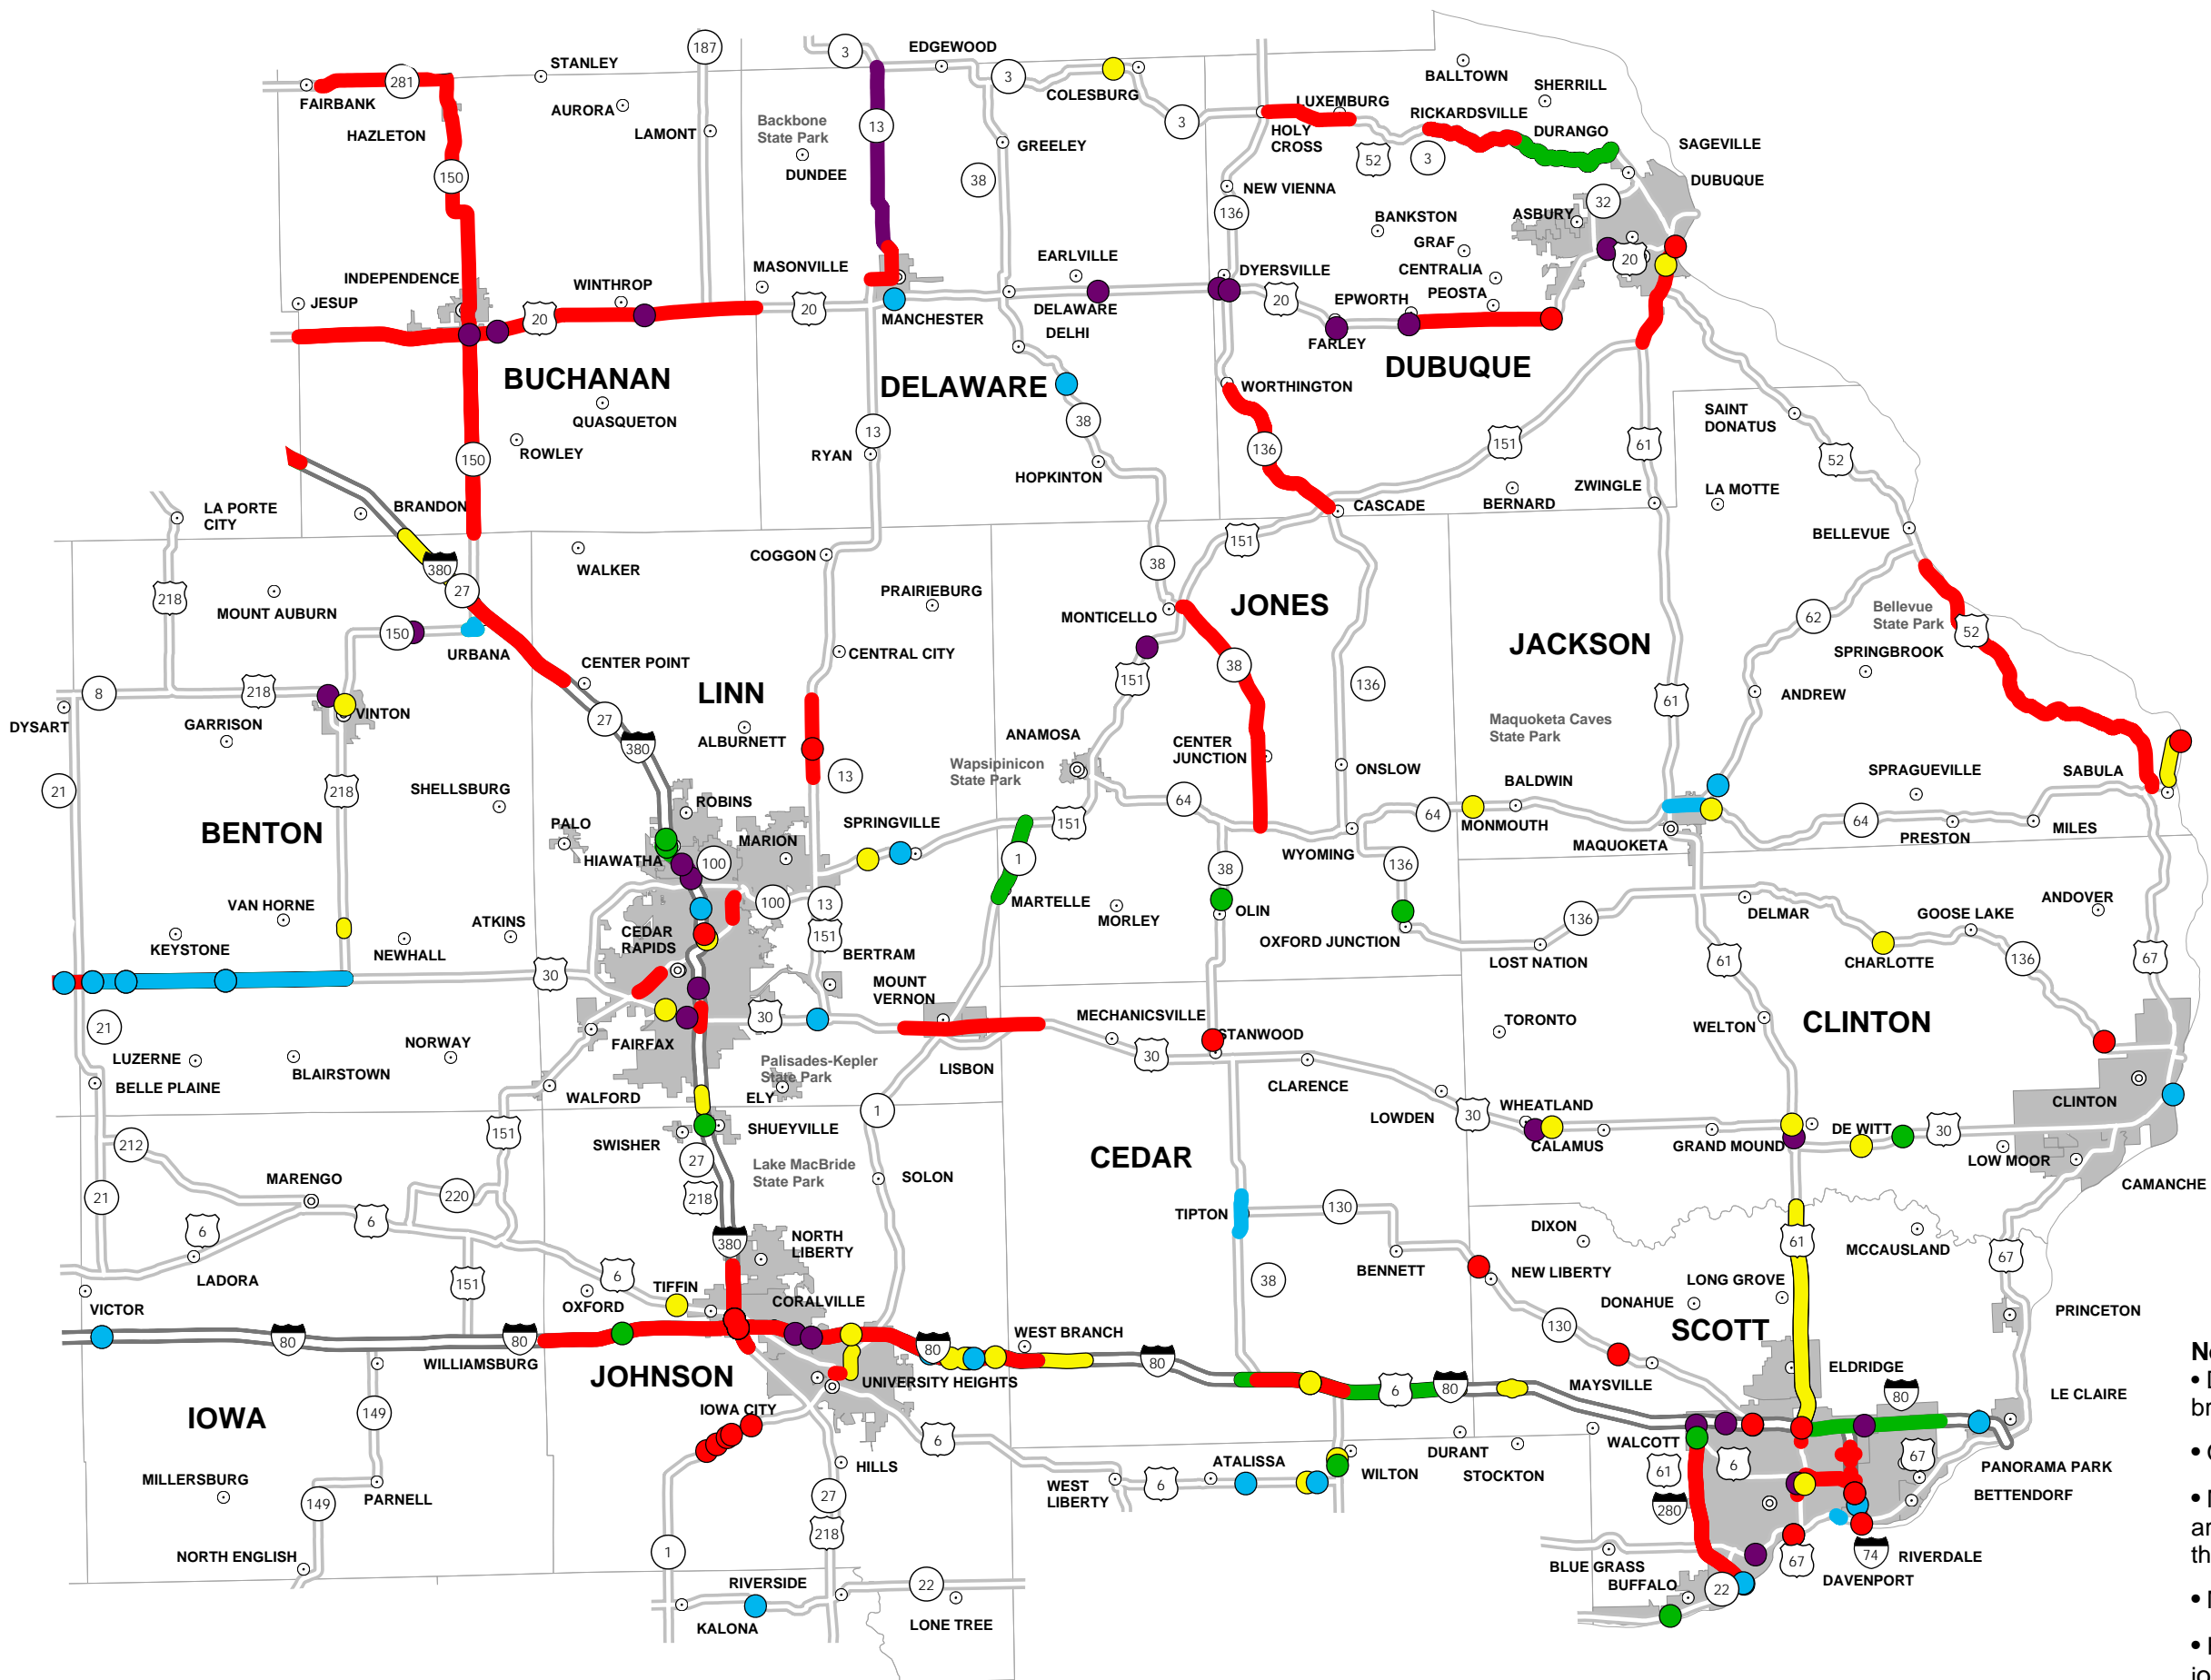 187
3
EDGEWOOD
STANLEY
3
BALLTOWN
281
SHERRILL
FAIRBANK
COLESBURG
LUXEMBURG
AURORA
RICKARDSVILLE
HAZLETON
LAMONT
Backbone
State Park
13
3
HOLY
CROSS
DURANGO
GREELEY
SAGEVILLE
52
3
150
DUNDEE
38
NEW VIENNA
DUBUQUE
32
136
BANKSTON
ASBURY
GRAF
20
INDEPENDENCE
WINTHROP
MASONVILLE
EARLVILLE
DYERSVILLE
CENTRALIA
PEOSTA
JESUP
20
20
MANCHESTER
DELAWARE
20
EPWORTH
DELHI
FARLEY
BUCHANAN
DELAWARE
DUBUQUE
WORTHINGTON
QUASQUETON
38
SAINT
DONATUS
13
136
151
61
52
150
ROWLEY
RYAN
HOPKINTON
ZWINGLE
LA MOTTE
LA PORTE
CITY
BRANDON
CASCADE
BERNARD
BELLEVUE
151
COGGON
380
WALKER
38
27
218
PRAIRIEBURG
JONES
MOUNT AUBURN
MONTICELLO
62
Bellevue
State Park
150
52
JACKSON
URBANA
CENTER POINT
CENTRAL CITY
38
SPRINGBROOK
151
136
LINN
8
218
61
ANDREW
DYSART
GARRISON
VINTON
27
Maquoketa Caves
State Park
ALBURNETT
380
ANAMOSA
CENTER
JUNCTION
Wapsipinicon
State Park
13
ONSLOW
SPRAGUEVILLE
SABULA
21
218
SHELLSBURG
BALDWIN
ROBINS
64
64
64
BENTON
PALO
MARION
SPRINGVILLE
151
MONMOUTH
PRESTON
MILES
HIAWATHA
100
MAQUOKETA
1
WYOMING
38
136
VAN HORNE
ATKINS
100
13
MARTELLE
MORLEY
OLIN
DELMAR
GOOSE LAKE
ANDOVER
136
KEYSTONE
NEWHALL
CEDAR
RAPIDS
151
BERTRAM
OXFORD JUNCTION
LOST NATION
CHARLOTTE
136
67
30
61
MOUNT
VERNON
21
30
MECHANICSVILLE
STANWOOD
TORONTO
WELTON
CLINTON
LUZERNE
NORWAY
FAIRFAX
30
BLAIRSTOWN
Palisades-Kepler
State Park
LISBON
CLARENCE
BELLE PLAINE
WALFORD
ELY
1
LOWDEN
30
WHEATLAND
CLINTON
151
SHUEYVILLE
DE WITT
30
212
SWISHER
CALAMUS
GRAND MOUND
CEDAR
27
LOW MOOR
MARENGO
Lake MacBride
State Park
SOLON
CAMANCHE
21
220
218
6
6
TIPTON
130
DIXON
61
380
NORTH
LIBERTY
MCCAUSLAND
67
LADORA
151
6
TIFFIN
BENNETT
38
NEW LIBERTY
LONG GROVE
VICTOR
OXFORD
CORALVILLE
DONAHUE
PRINCETON
80
80
WEST BRANCH
130
SCOTT
WILLIAMSBURG
80
80
JOHNSON
UNIVERSITY HEIGHTS
6
80
MAYSVILLE
ELDRIDGE
LE CLAIRE
IOWA
149
IOWA CITY
80
6
WALCOTT
MILLERSBURG
HILLS
ATALISSA
DURANT
67
61
6
PANORAMA PARK
WILTON
STOCKTON
PARNELL
WEST
LIBERTY
6
BETTENDORF
149
27
280
218
NORTH ENGLISH
1
BLUE GRASS
67
74
RIVERDALE
RIVERSIDE
22
BUFFALO
22
DAVENPORT
KALONA
LONE TREE